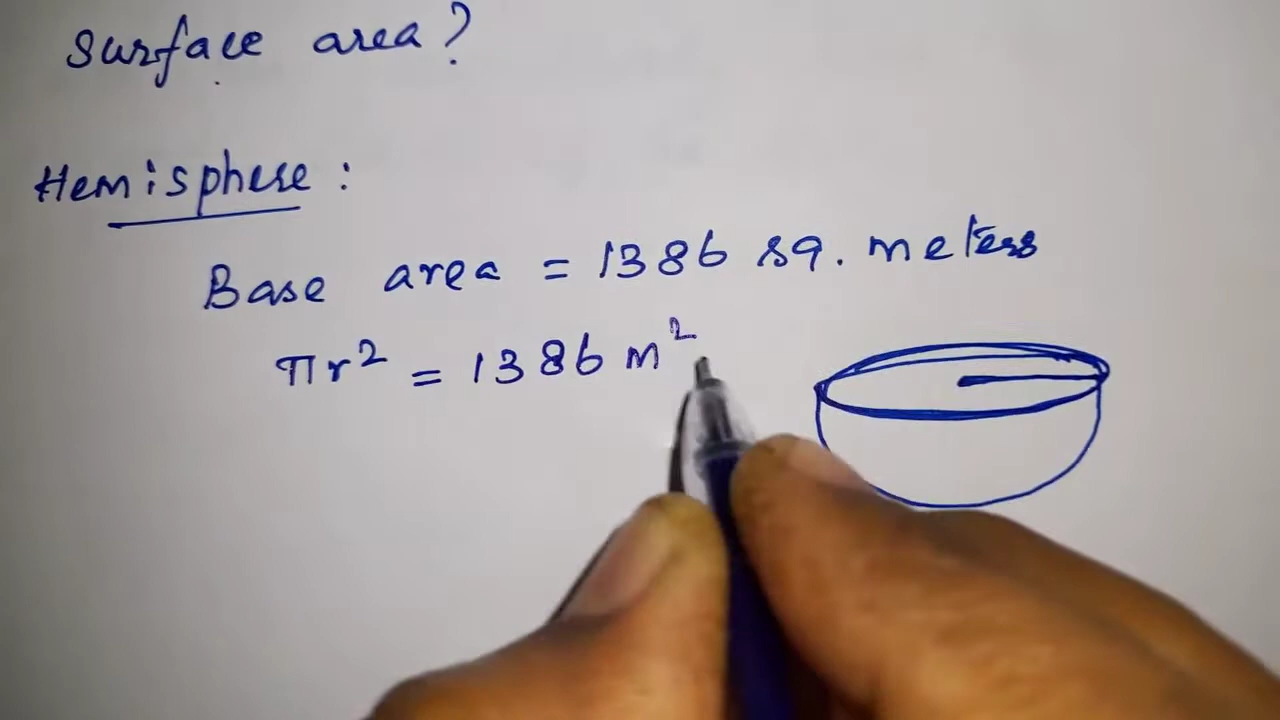 Surface area?
Hemisphere :
Base area = 1386 sq. meters
πr² = 1386 m²